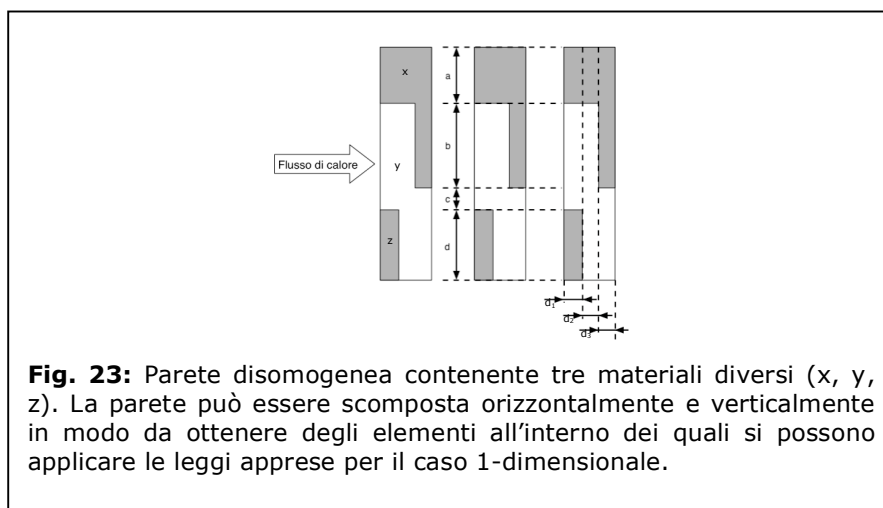 x
a
b
Flusso di calore
y
c
z
d
d1
d2
d3
Fig. 23: Parete disomogenea contenente tre materiali diversi (x, y,
z). La parete può essere scomposta orizzontalmente e verticalmente
in modo da ottenere degli elementi all'interno dei quali si possono
applicare le leggi apprese per il caso 1-dimensionale.